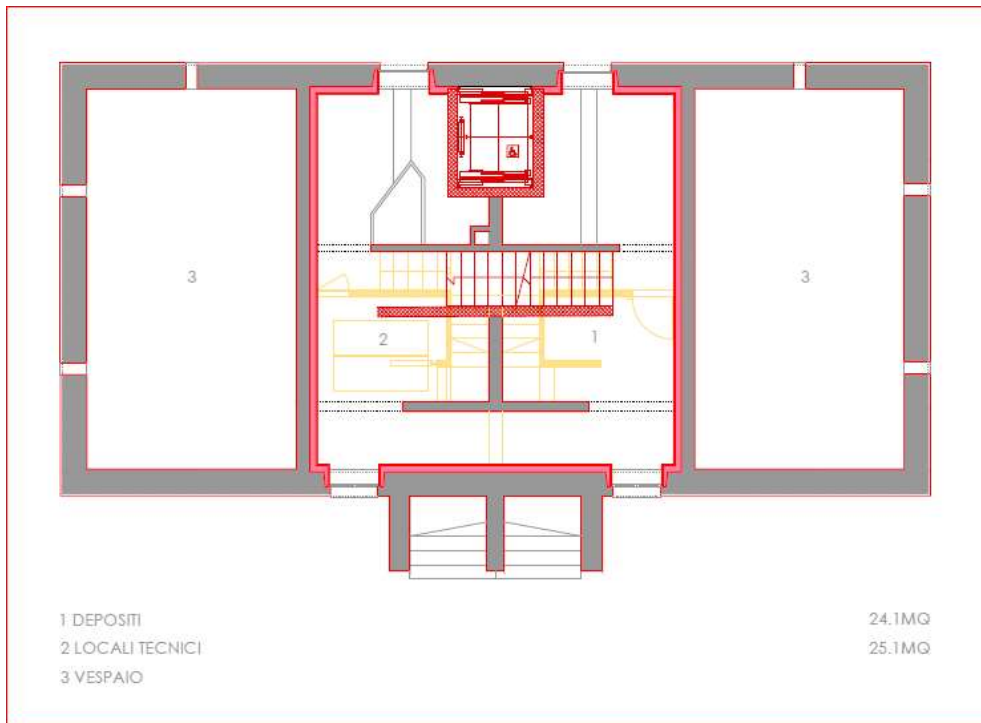 3
3
2
1
1 DEPOSITI 24.1MQ
2 LOCALI TECNICI 25.1MQ
3 VESPAIO